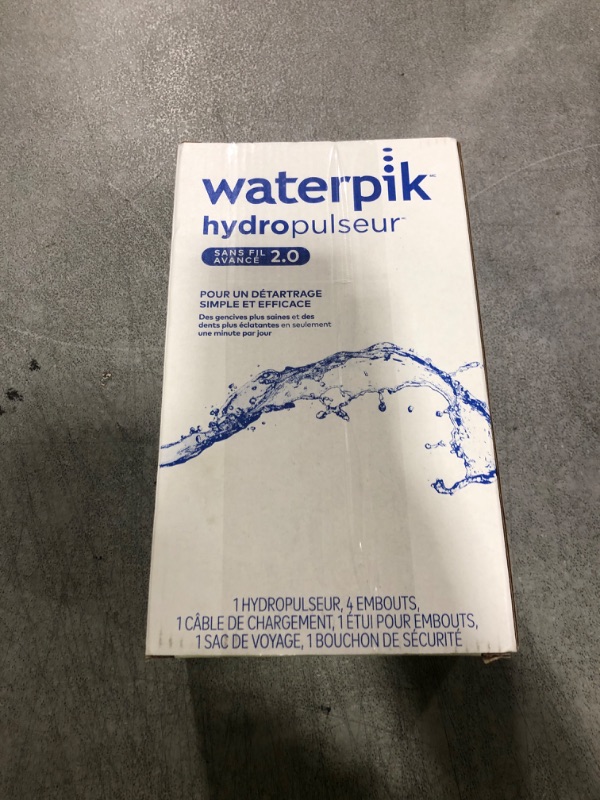 waterpik
hydropulseur
SANS FIL
AVANCÉ 2.0
POUR UN DÉTARTRAGE
SIMPLE ET EFFICACE
Des gencives plus saines et des
dents plus éclatantes en seulement
une minute par jour
1 HYDROPULSEUR, 4 EMBOUTS,
1 CÂBLE DE CHARGEMENT, 1 ÉTUI POUR EMBOUTS,
1 SAC DE VOYAGE, 1 BOUCHON DE SÉCURITÉ